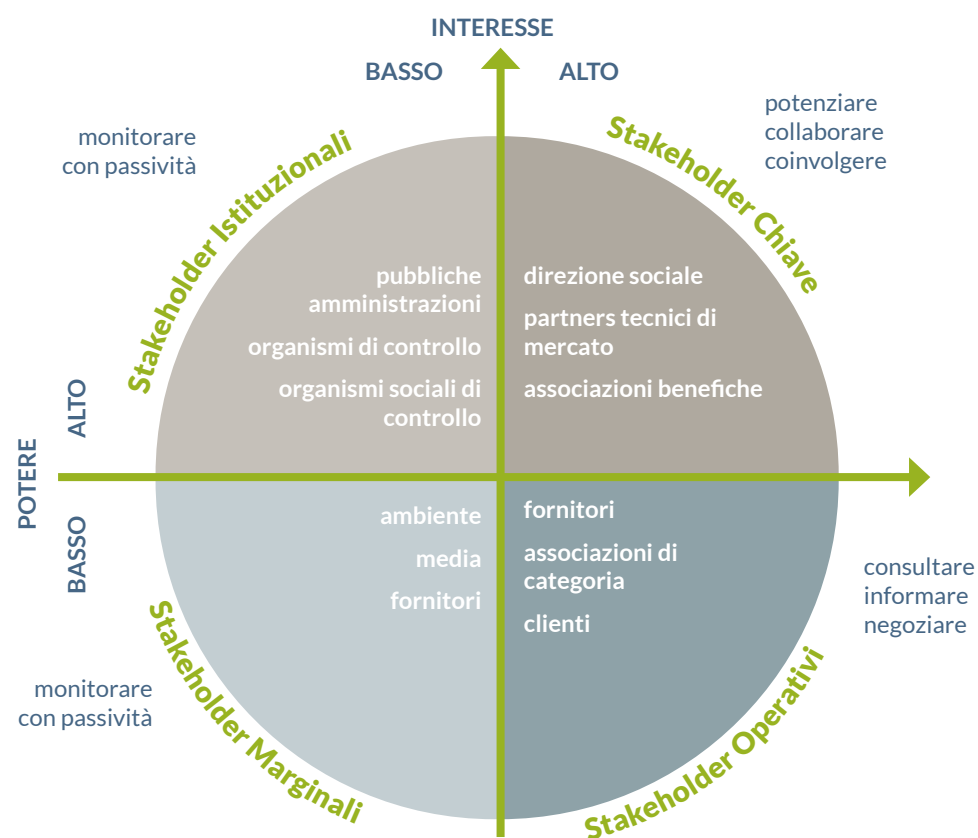 INTERESSE
BASSO
ALTO
monitorare
con passività
Stakeholder Istituzionali
Stakeholder Chiave
potenziare
collaborare
coinvolgere
pubbliche
amministrazioni
organismi di controllo
organismi sociali di
controllo
direzione sociale
partners tecnici di
mercato
associazioni benefiche
POTERE
ALTO
BASSO
ambiente
media
fornitori
fornitori
associazioni di
categoria
clienti
consultare
informare
negoziare
monitorare
con passività
Stakeholder Marginali
Stakeholder Operativi